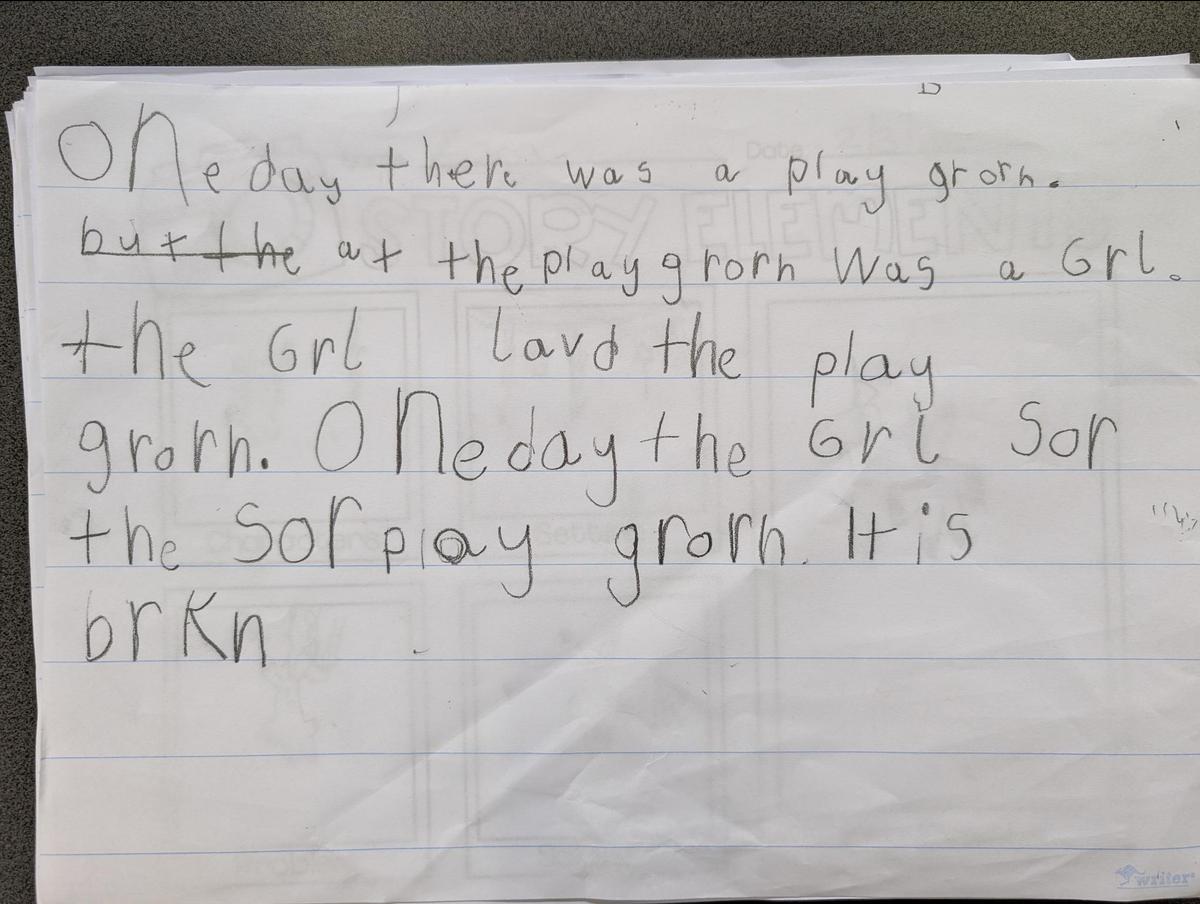 One day there was a play grorn.
but the at the play grorn Was a Grl.
the Grl lavd the play
grorn. One day the Grl Sor
the Sor play grorn. It is
brKn .
writer